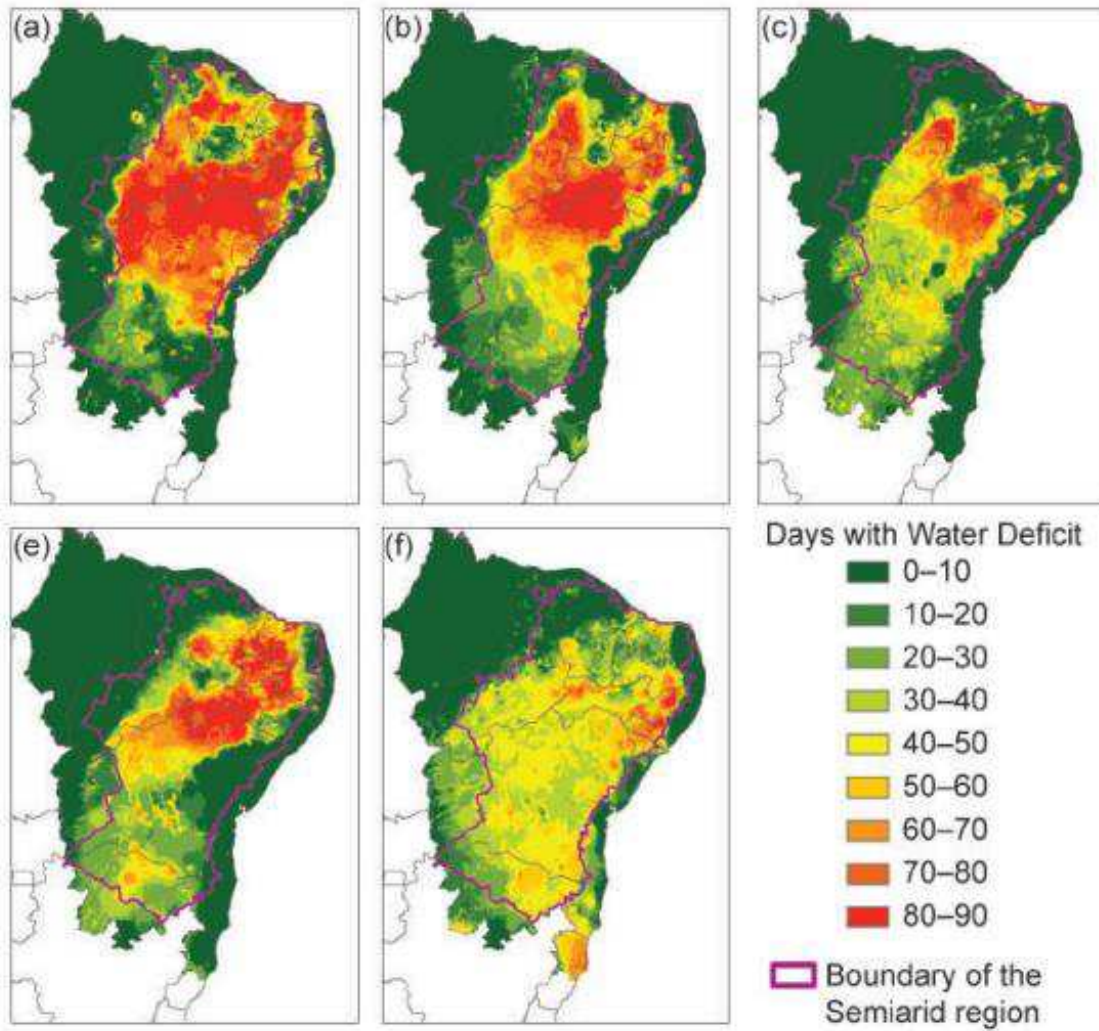 (a)
(b)
(c)
(e)
(f)
Days with Water Deficit
0–10
10–20
20–30
30–40
40–50
50–60
60–70
70–80
80–90
Boundary of the
Semiarid region